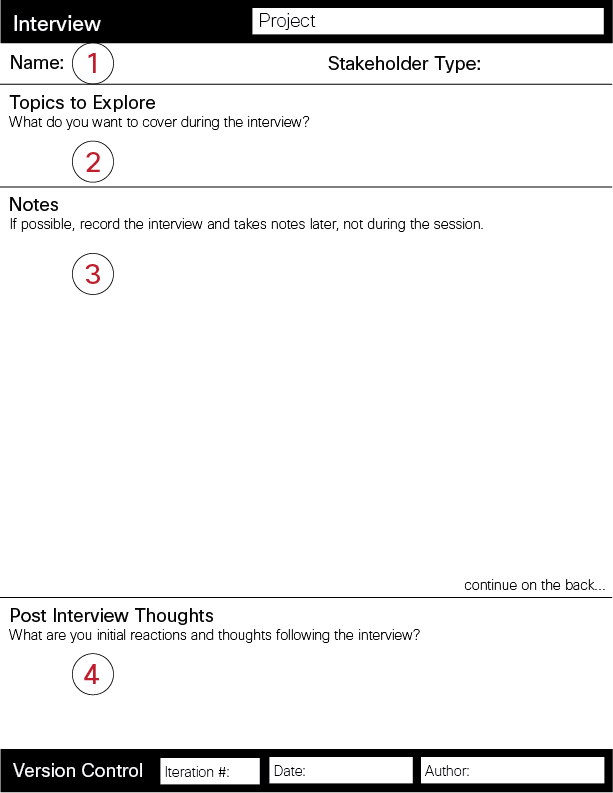 Interview
Project
Name: 1 Stakeholder Type:
Topics to Explore
What do you want to cover during the interview?
2
Notes
If possible, record the interview and takes notes later, not during the session.
3
continue on the back...
Post Interview Thoughts
What are you initial reactions and thoughts following the interview?
4
Version Control Iteration #: Date: Author: